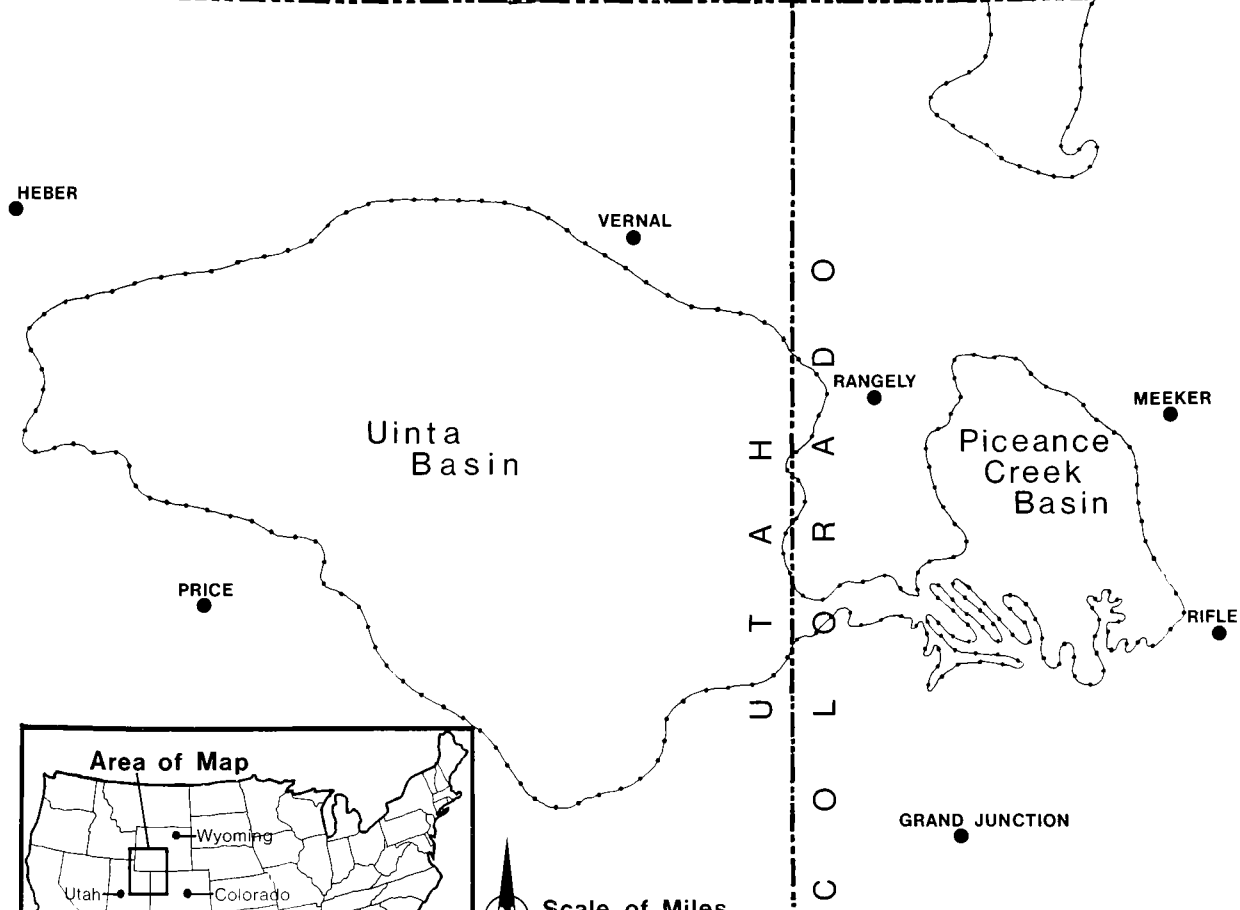 HEBER
VERNAL
RANGELY
MEEKER
Uinta
Basin
Piceance
Creek
Basin
UTAH
COLORADO
PRICE
RIFLE
GRAND JUNCTION
Area of Map
Wyoming
Utah
Colorado
Scale of Miles